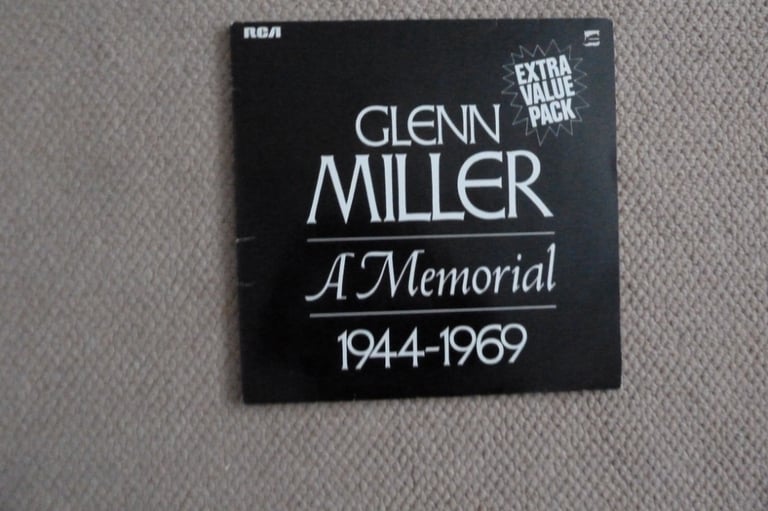 RCA
EXTRA
VALUE
PACK
GLENN
MILLER
A Memorial
1944-1969